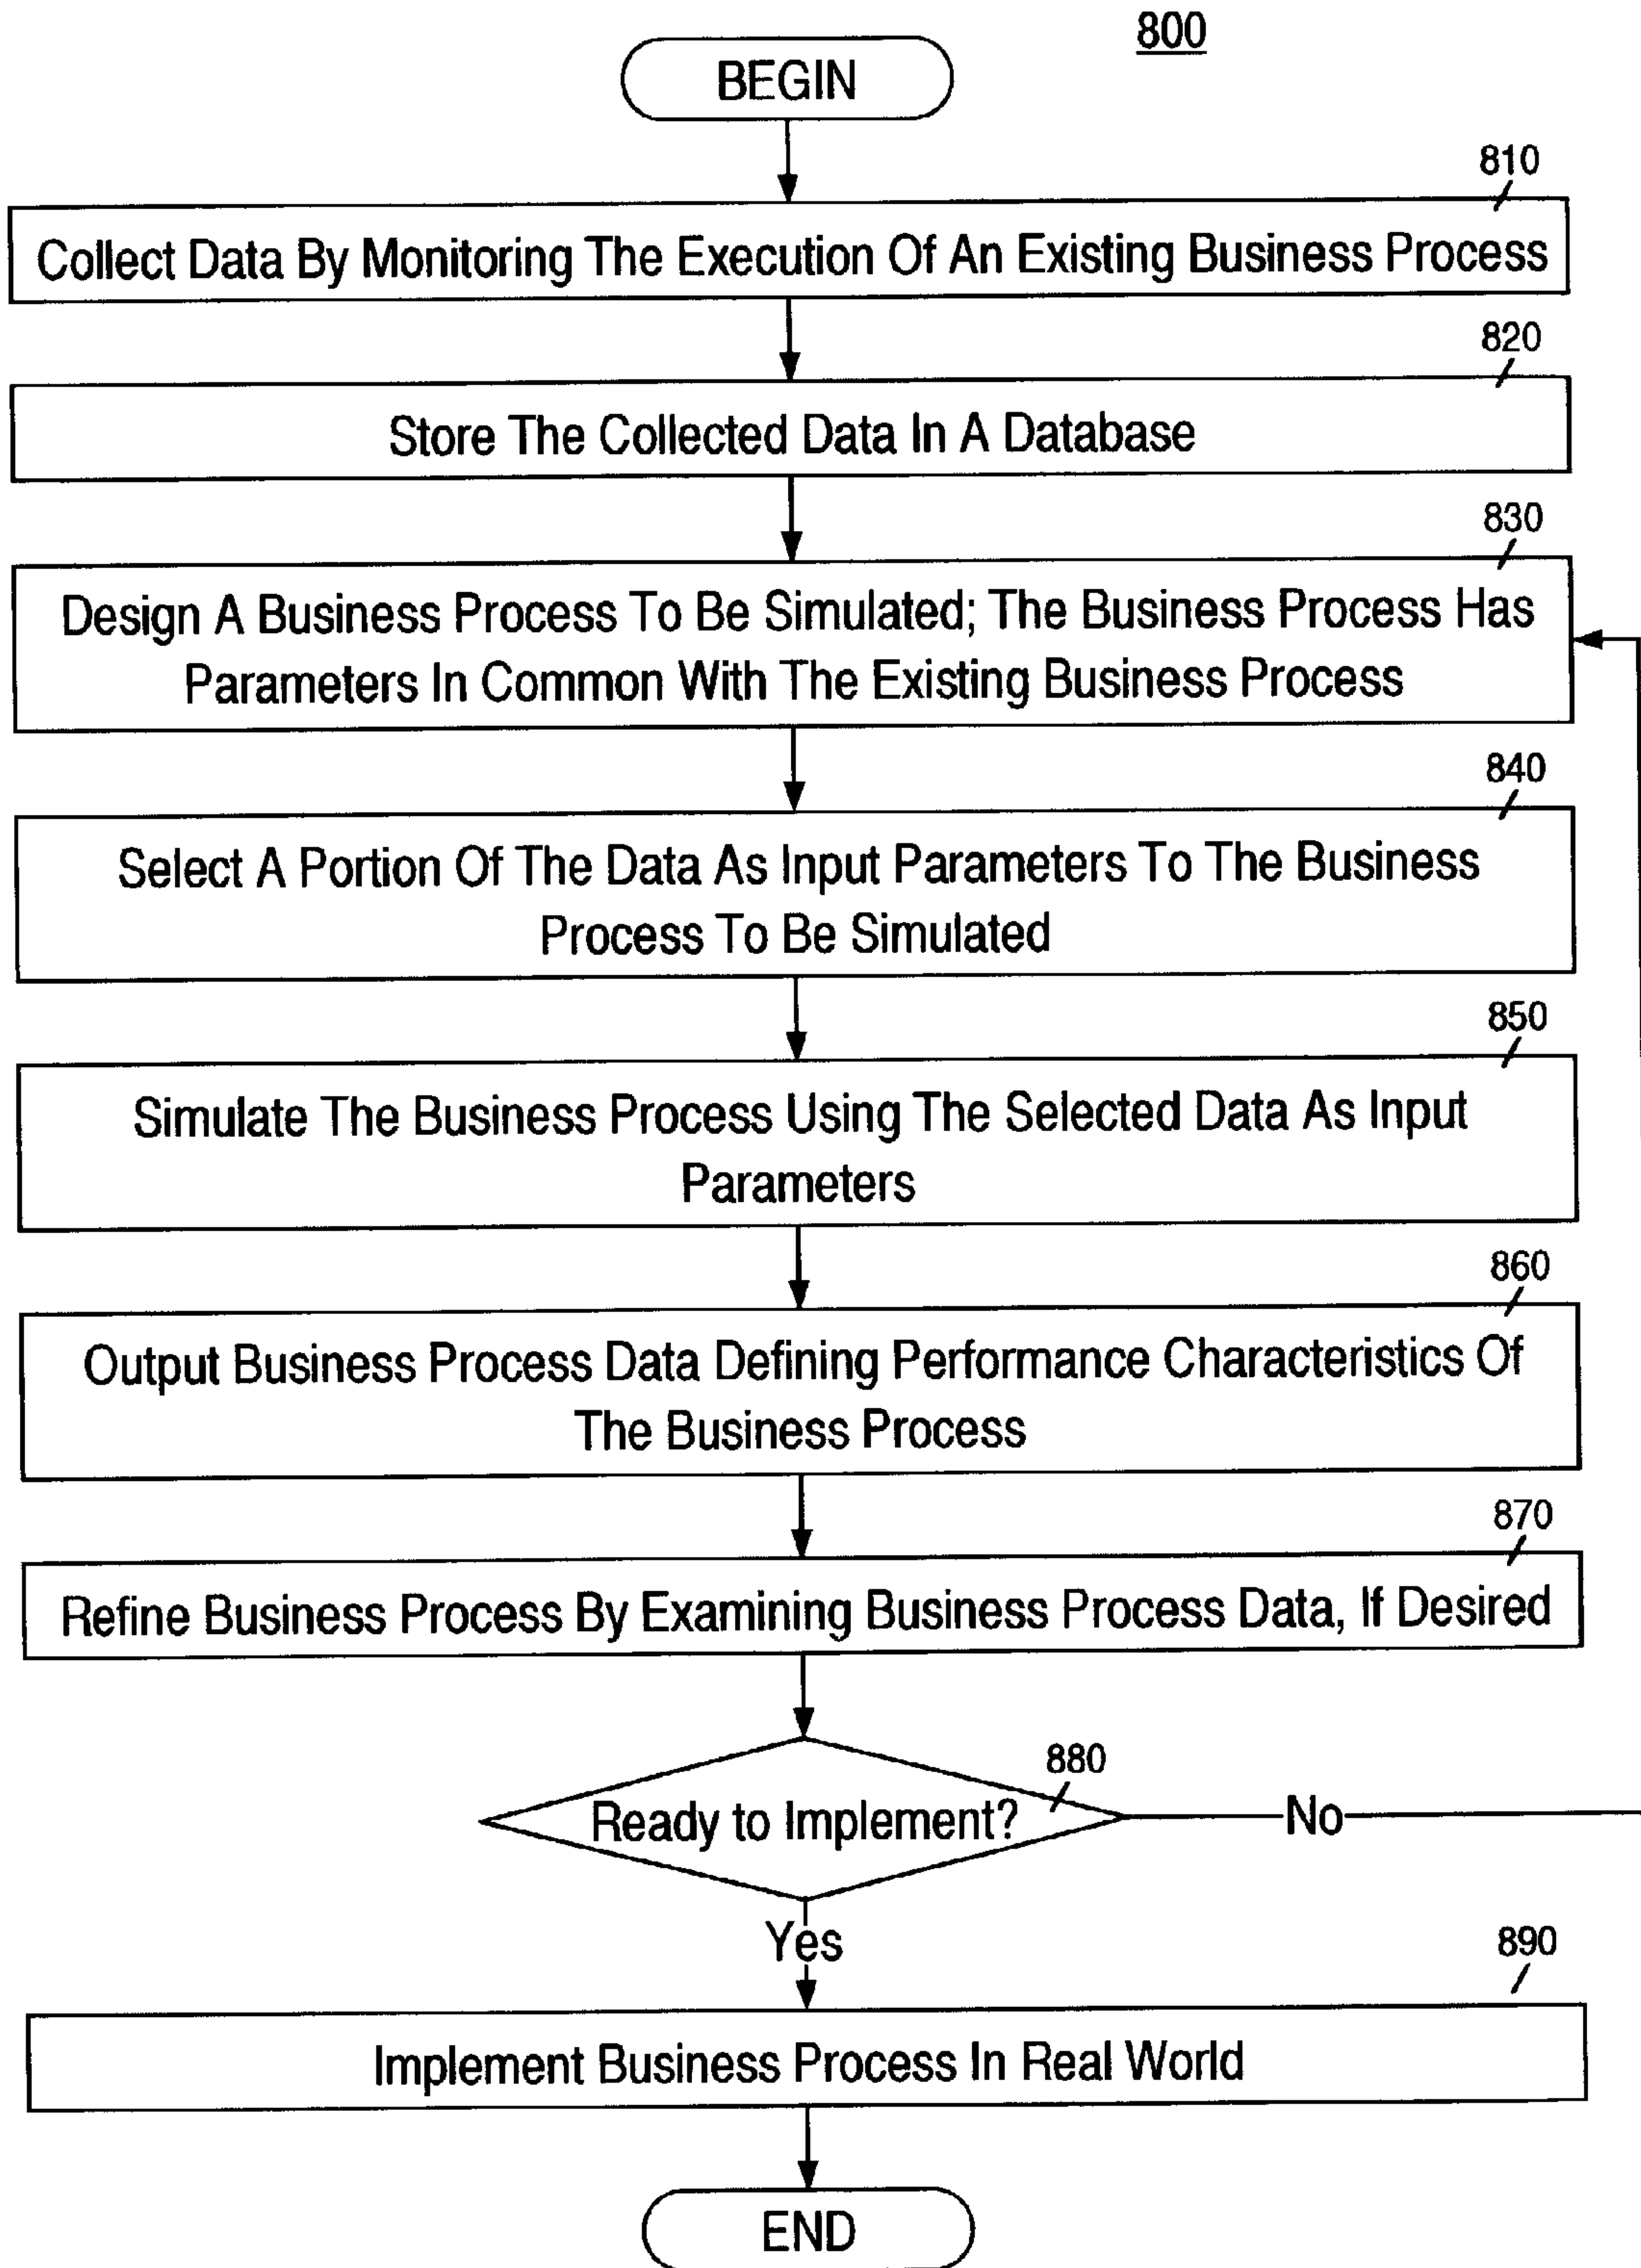 800
BEGIN
810
Collect Data By Monitoring The Execution Of An Existing Business Process
820
Store The Collected Data In A Database
830
Design A Business Process To Be Simulated; The Business Process Has
Parameters In Common With The Existing Business Process
840
Select A Portion Of The Data As Input Parameters To The Business
Process To Be Simulated
850
Simulate The Business Process Using The Selected Data As Input
Parameters
860
Output Business Process Data Defining Performance Characteristics Of
The Business Process
870
Refine Business Process By Examining Business Process Data, If Desired
880
Ready to Implement?
No
Yes
890
Implement Business Process In Real World
END